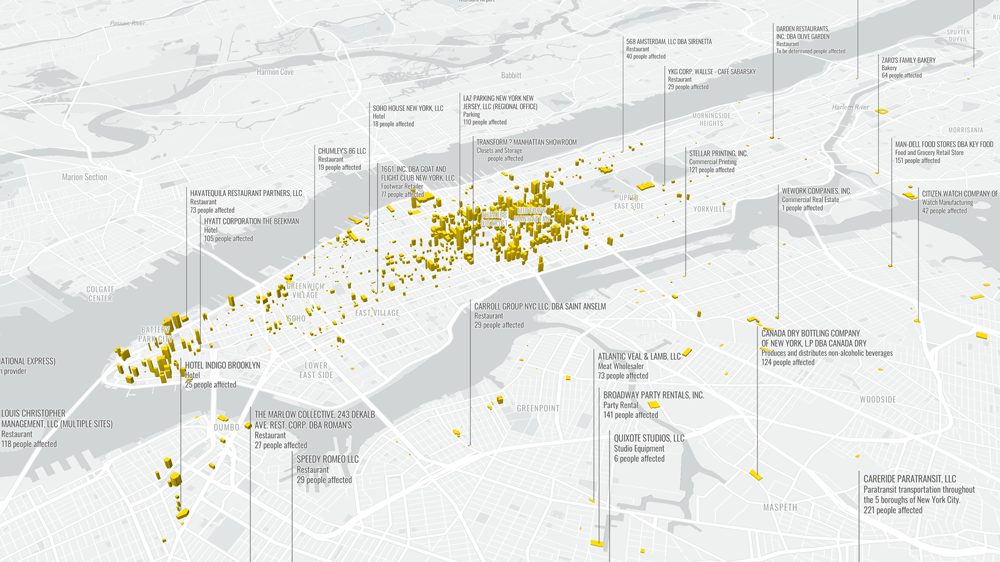 Passaic River
Harmon Cove
Babbitt
Marion Section
568 AMSTERDAM, LLC DBA SIRENETTA
Restaurant
40 people affected
DARDEN RESTAURANTS,
INC. DBA OLIVE GARDEN
Restaurant
To be determined people affected
SPUYTEN
DUYVIL
ZARO'S FAMILY BAKERY
Bakery
64 people affected
YKG CORP, WALLSE - CAFÉ SABARSKY
Restaurant
29 people affected
Harlem River
MORNINGSIDE
HEIGHTS
MORRISANIA
SOHO HOUSE NEW YORK, LLC
Hotel
18 people affected
LAZ PARKING NEW YORK NEW
JERSEY, LLC (REGIONAL OFFICE)
Parking
110 people affected
TRANSFORM
MANHATTAN SHOWROOM
Closets and Storage
people affected
CHUMLEY'S 86 LLC
Restaurant
19 people affected
1661, INC. DBA GOAT AND
FLIGHT CLUB NEW YORK, LLC
Footwear Retailer
77 people affected
STELLAR PRINTING, INC.
Commercial Printing
121 people affected
MAN-DELL FOOD STORES DBA KEY FOOD
Food and Grocery Retail Store
151 people affected
HAVATEQUILA RESTAURANT PARTNERS, LLC
Restaurant
73 people affected
HYATT CORPORATION THE BEEKMAN
Hotel
105 people affected
WEWORK COMPANIES, INC.
Commercial Real Estate
1 people affected
CITIZEN WATCH COMPANY OF
Watch Manufacturing
42 people affected
UPPER
EAST SIDE
YORKVILLE
COLGATE
CENTER
GREENWICH
VILLAGE
SOHO
EAST VILLAGE
BATTERY
PARK CITY
LOWER
EAST SIDE
CARROLL GROUP NYC LLC, DBA SAINT ANSELM
Restaurant
29 people affected
CANADA DRY BOTTLING COMPANY
OF NEW YORK, L.P DBA CANADA DRY
Produces and distributes non-alcoholic beverages
124 people affected
ATIONAL EXPRESS)
n provider
HOTEL INDIGO BROOKLYN
Hotel
25 people affected
ATLANTIC VEAL & LAMB, LLC
Meat Wholesaler
73 people affected
BROADWAY PARTY RENTALS, INC.
Party Rental
141 people affected
WOODSIDE
GREENPOINT
LOUIS CHRISTOPHER
MANAGEMENT, LLC (MULTIPLE SITES)
Restaurant
118 people affected
DUMBO
THE MARLOW COLLECTIVE, 243 DEKALB
AVE. REST. CORP. DBA ROMAN'S
Restaurant
27 people affected
QUIXOTE STUDIOS, LLC
Studio Equipment
6 people affected
SPEEDY ROMEO LLC
Restaurant
29 people affected
CARERIDE PARATRANSIT, LLC
Paratransit transportation throughout
the 5 boroughs of New York City.
221 people affected
MASPETH